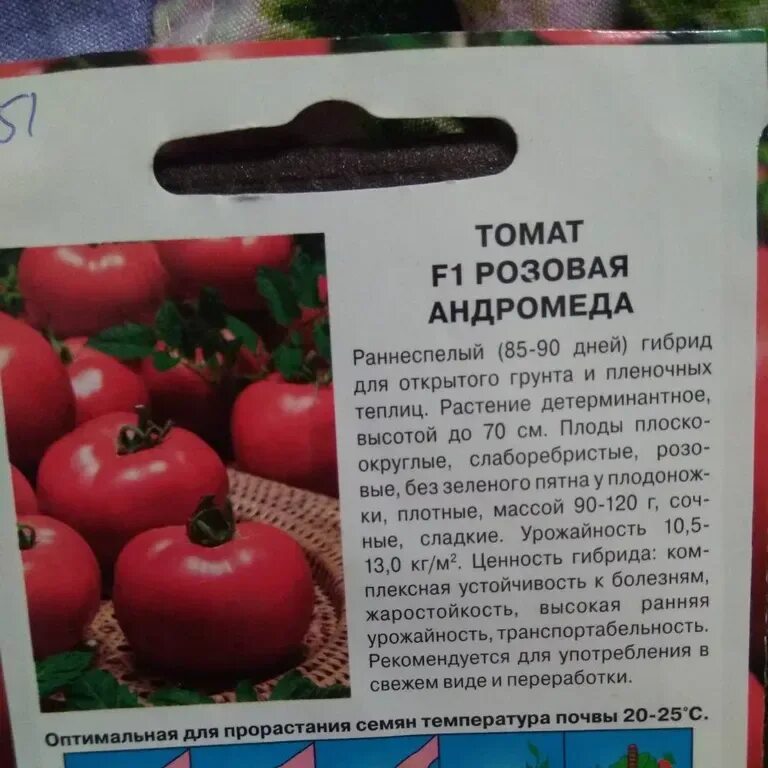 51
ТОМАТ
F1 РОЗОВАЯ
АНДРОМЕДА
Раннеспелый (85-90 дней) гибрид
для открытого грунта и пленочных
теплиц. Растение детерминантное,
высотой до 70 см. Плоды плоско-
округлые, слаборебристые, розо-
вые, без зеленого пятна у плодонож-
ки, плотные, массой 90-120 г, соч-
ные, сладкие. Урожайность 10,5-
13,0 кг/м². Ценность гибрида: ком-
плексная устойчивость к болезням,
жаростойкость, высокая ранняя
урожайность, транспортабельность.
Рекомендуется для употребления в
свежем виде и переработки.
Оптимальная для прорастания семян температура почвы 20-25°С.